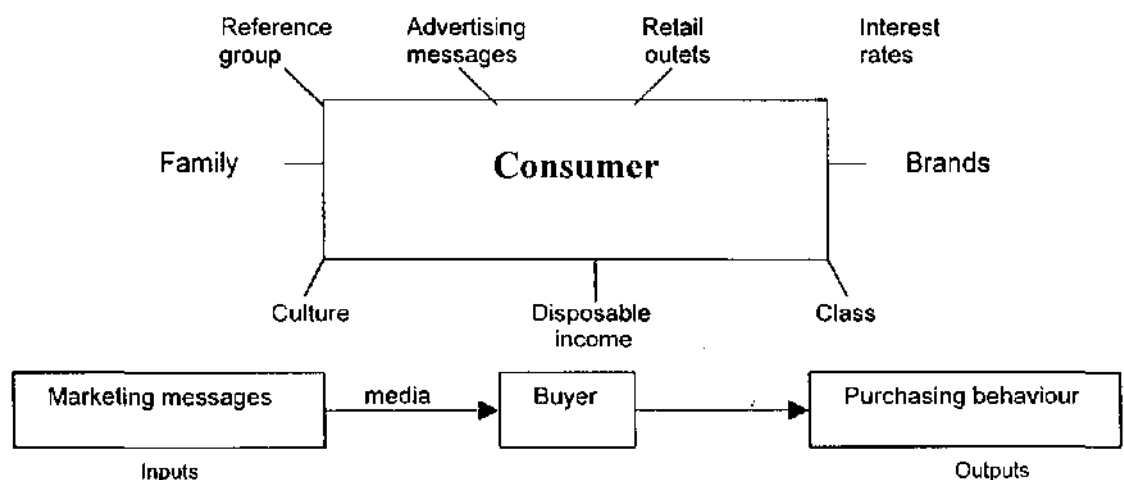 Reference group
Advertising messages
Retail outets
Interest rates
Family
Consumer
Brands
Culture
Disposable income
Class
Marketing messages
media
Buyer
Purchasing behaviour
Inputs
Outputs